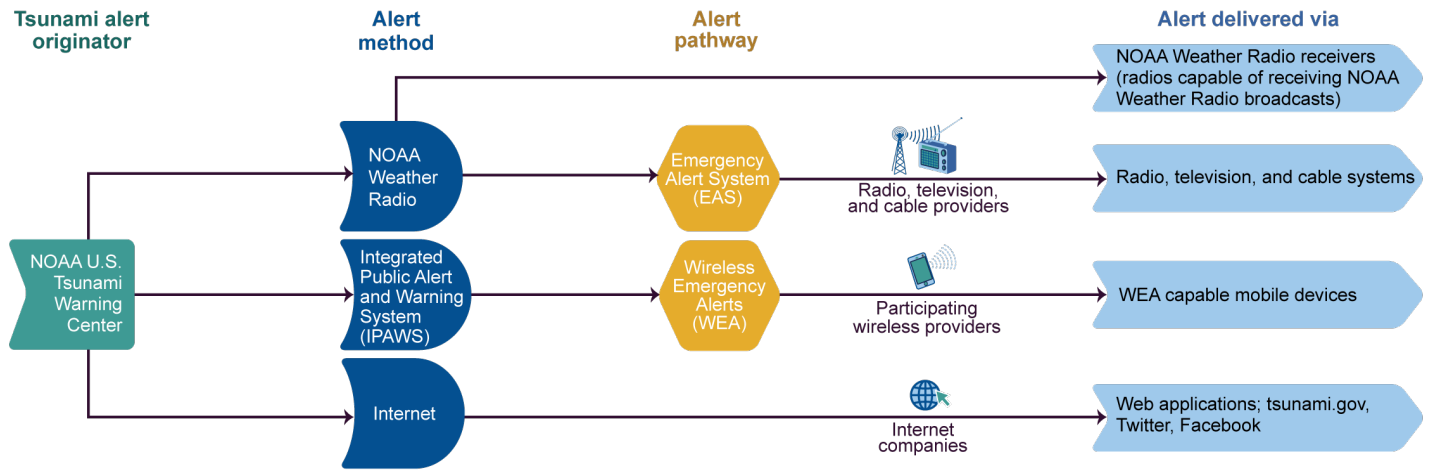 Tsunami alert
originator
Alert
method
Alert
pathway
Alert delivered via
NOAA Weather Radio receivers
(radios capable of receiving NOAA
Weather Radio broadcasts)
NOAA
Weather
Radio
Emergency
Alert System
(EAS)
Radio, television,
and cable providers
Radio, television, and cable systems
NOAA U.S.
Tsunami
Warning
Center
Integrated
Public Alert
and Warning
System
(IPAWS)
Wireless
Emergency
Alerts
(WEA)
Participating
wireless providers
WEA capable mobile devices
Internet
Internet
companies
Web applications; tsunami.gov,
Twitter, Facebook